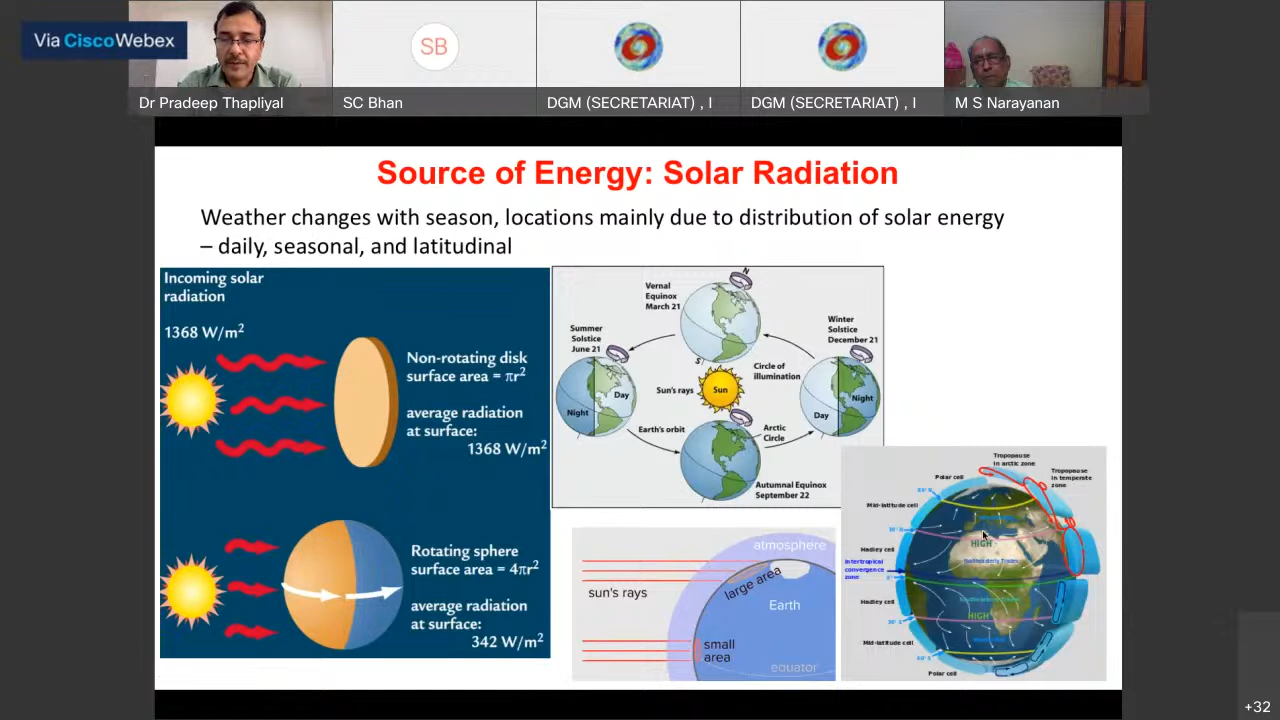 Via Cisco Webex
SB
Dr Pradeep Thapliyal
SC Bhan
DGM (SECRETARIAT) , I
DGM (SECRETARIAT) , I
M S Narayanan
Source of Energy: Solar Radiation
Weather changes with season, locations mainly due to distribution of solar energy
– daily, seasonal, and latitudinal
Incoming solar
radiation
1368 W/m²
Non-rotating disk
surface area = πr²
average radiation
at surface:
1368 W/m²
Rotating sphere
surface area = 4πr²
average radiation
at surface:
342 W/m²
N
Vernal
Equinox
March 21
Summer
Solstice
June 21
Winter
Solstice
December 21
S
Circle of
illumination
Sun's rays
Sun
Day
Night
Day
Night
Earth's orbit
Arctic
Circle
Autumnal Equinox
September 22
atmosphere
sun's rays
large area
Earth
small
area
equator
Tropopause
in arctic zone
Tropopause
in temperate
zone
Polar cell
Mid-latitude cell
Hadley cell
HIGH
Intertropical
convergence
zone
Northeasterly Trades
Southeasterly Trades
Hadley cell
HIGH
Mid-latitude cell
Polar cell
+32